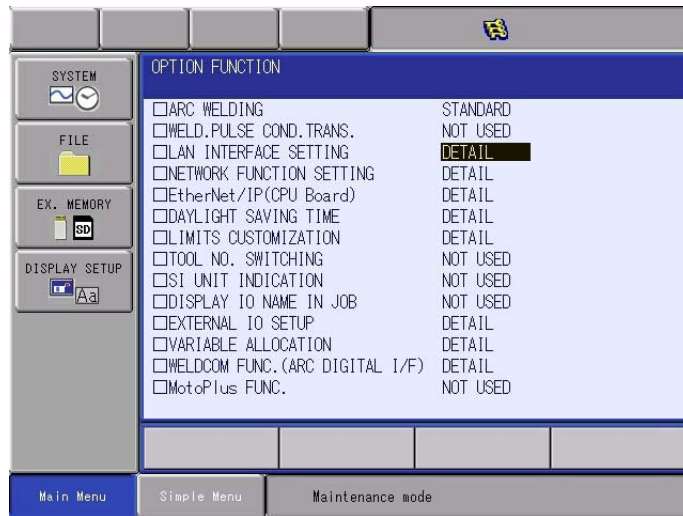 SYSTEM
FILE
EX. MEMORY
SD
DISPLAY SETUP
Aa
OPTION FUNCTION
□ARC WELDING STANDARD
□WELD.PULSE COND.TRANS. NOT USED
□LAN INTERFACE SETTING DETAIL
□NETWORK FUNCTION SETTING DETAIL
□EtherNet/IP(CPU Board) DETAIL
□DAYLIGHT SAVING TIME DETAIL
□LIMITS CUSTOMIZATION DETAIL
□TOOL NO. SWITCHING NOT USED
□SI UNIT INDICATION NOT USED
□DISPLAY IO NAME IN JOB NOT USED
□EXTERNAL IO SETUP DETAIL
□VARIABLE ALLOCATION DETAIL
□WELDCOM FUNC.(ARC DIGITAL I/F) DETAIL
□MotoPlus FUNC. NOT USED
Main Menu
Simple Menu
Maintenance mode